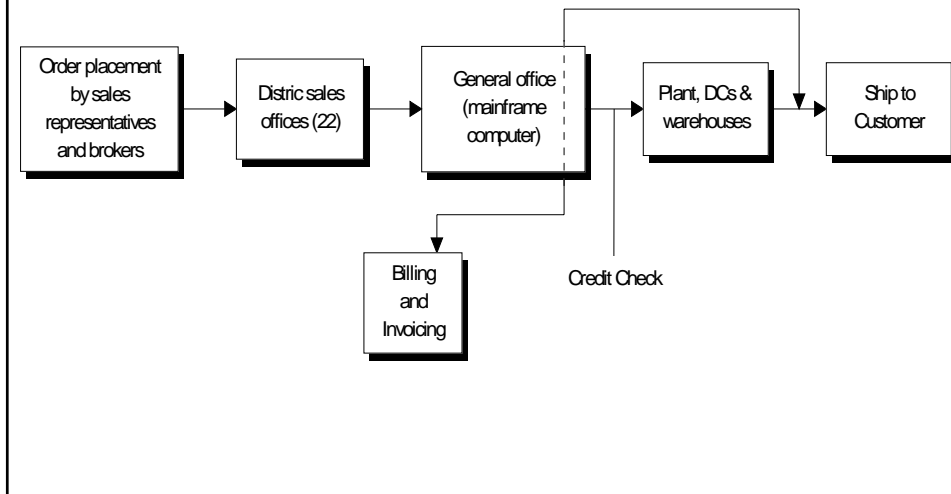 Order placement
by sales
representatives
and brokers
Distric sales
offices (22)
General office
(mainframe
computer)
Plant, DCs &
warehouses
Ship to
Customer
Billing
and
Invoicing
Credit Check